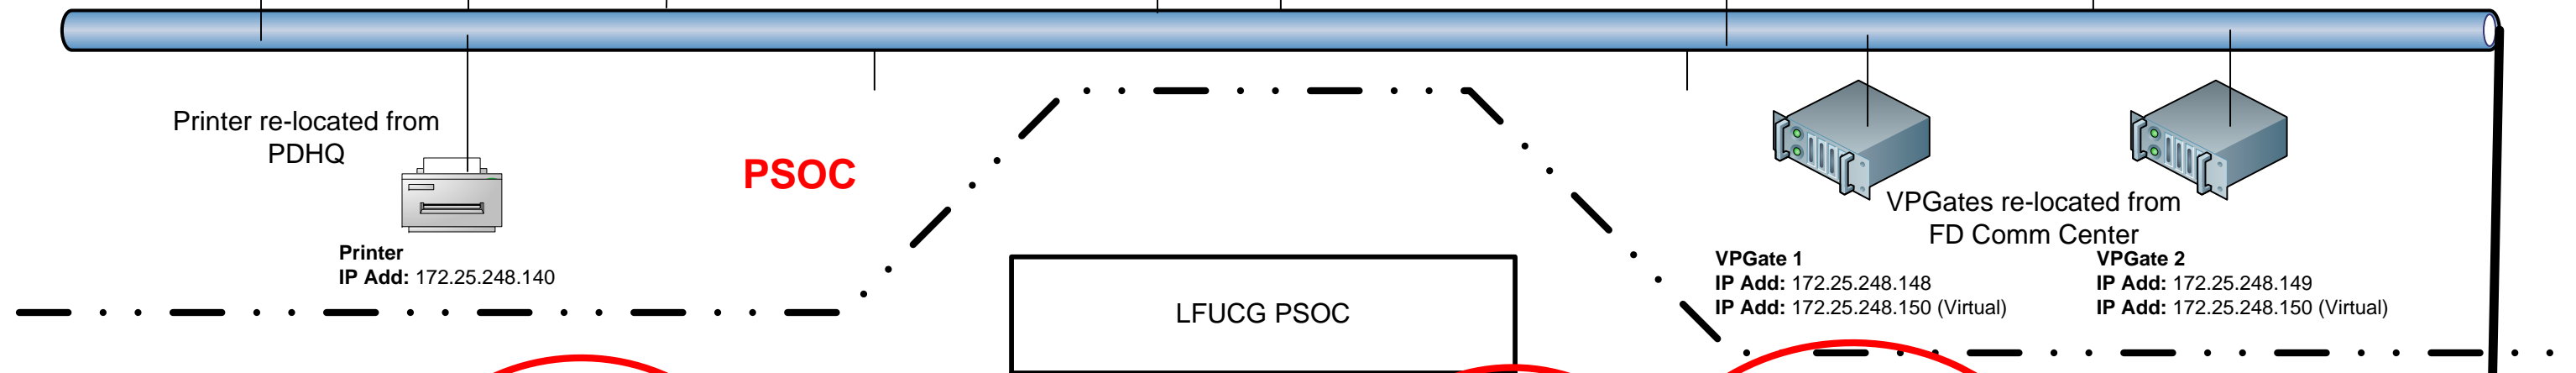 Printer re-located from
PDHQ
PSOC
Printer
IP Add: 172.25.248.140
LFUCG PSOC
VPGates re-located from
FD Comm Center
VPGate 1
IP Add: 172.25.248.148
IP Add: 172.25.248.150 (Virtual)
VPGate 2
IP Add: 172.25.248.149
IP Add: 172.25.248.150 (Virtual)